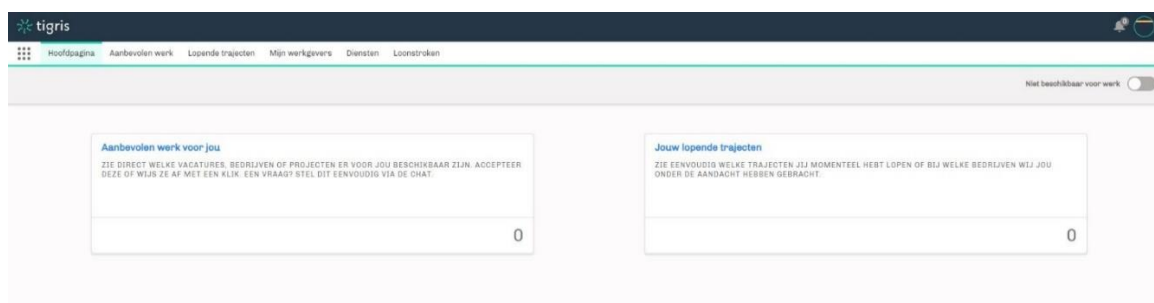 tigris
0
Hoofdpagina Aanbevolen werk Lopende trajecten Mijn werkgevers Diensten Loonstroken
Niet beschikbaar voor werk
Aanbevolen werk voor jou
ZIE DIRECT WELKE VACATURES, BEDRIJVEN OF PROJECTEN ER VOOR JOU BESCHIKBAAR ZIJN. ACCEPTEER
DEZE OF WIJS ZE AF MET EEN KLIK. EEN VRAAG? STEL DIT EENVOUDIG VIA DE CHAT.
0
Jouw lopende trajecten
ZIE EENVOUDIG WELKE TRAJECTEN JIJ MOMENTEEL HEBT LOPEN OF BIJ WELKE BEDRIJVEN WIJ JOU
ONDER DE AANDACHT HEBBEN GEBRACHT.
0